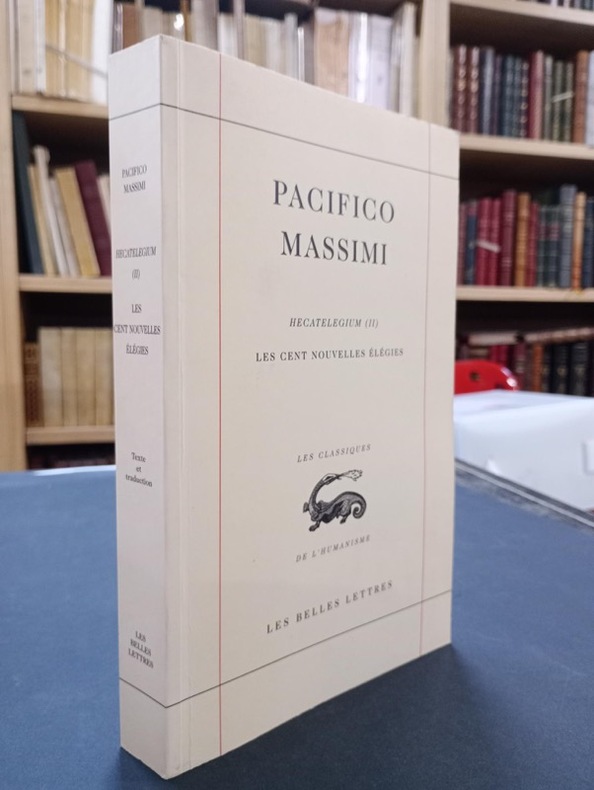 PACIFICO
MASSIMI
HECATELEGIUM
(II)
LES
CENT NOUVELLES
ÉLÉGIES
Texte
et
traduction
LES
BELLES
LETTRES
PACIFICO
MASSIMI
HECATELEGIUM (II)
LES CENT NOUVELLES ÉLÉGIES
LES CLASSIQUES
DE L'HUMANISME
LES BELLES LETTRES